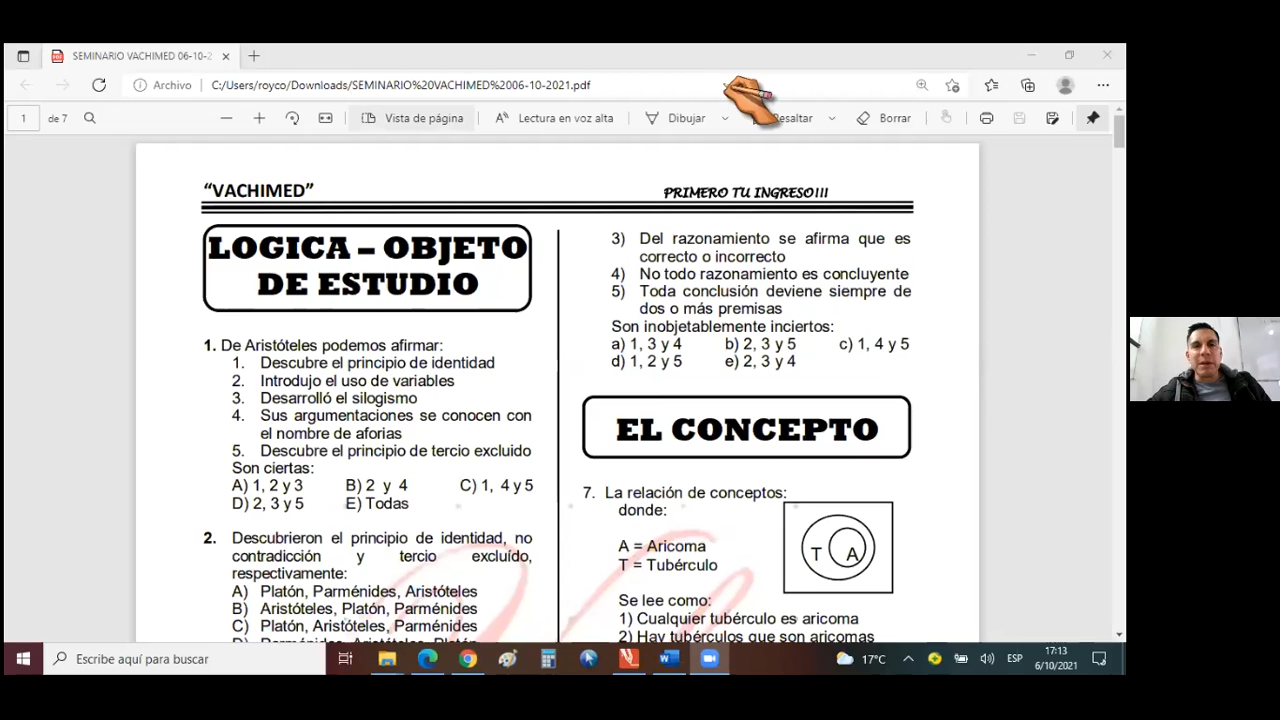 SEMINARIO VACHIMED 06-10-2
Archivo
C:/Users/royco/Downloads/SEMINARIO%20VACHIMED%2006-10-2021.pdf
1
de 7
Vista de página
Lectura en voz alta
Dibujar
Resaltar
Borrar
“VACHIMED”
PRIMERO TU INGRESO!!!
LOGICA – OBJETO
DE ESTUDIO
1. De Aristóteles podemos afirmar:
1. Descubre el principio de identidad
2. Introdujo el uso de variables
3. Desarrolló el silogismo
4. Sus argumentaciones se conocen con
el nombre de aforias
5. Descubre el principio de tercio excluido
Son ciertas:
A) 1, 2 y 3 B) 2 y 4 C) 1, 4 y 5
D) 2, 3 y 5 E) Todas
2. Descubrieron el principio de identidad, no
contradicción y tercio excluído,
respectivamente:
A) Platón, Parménides, Aristóteles
B) Aristóteles, Platón, Parménides
C) Platón, Aristóteles, Parménides
D) Parménides, Aristóteles, Platón
3) Del razonamiento se afirma que es
correcto o incorrecto
4) No todo razonamiento es concluyente
5) Toda conclusión deviene siempre de
dos o más premisas
Son inobjetablemente inciertos:
a) 1, 3 y 4 b) 2, 3 y 5 c) 1, 4 y 5
d) 1, 2 y 5 e) 2, 3 y 4
EL CONCEPTO
7. La relación de conceptos:
donde:
A = Aricoma
T = Tubérculo
T A
Se lee como:
1) Cualquier tubérculo es aricoma
2) Hay tubérculos que son aricomas
Escribe aquí para buscar
17°C
ESP
17:13
6/10/2021